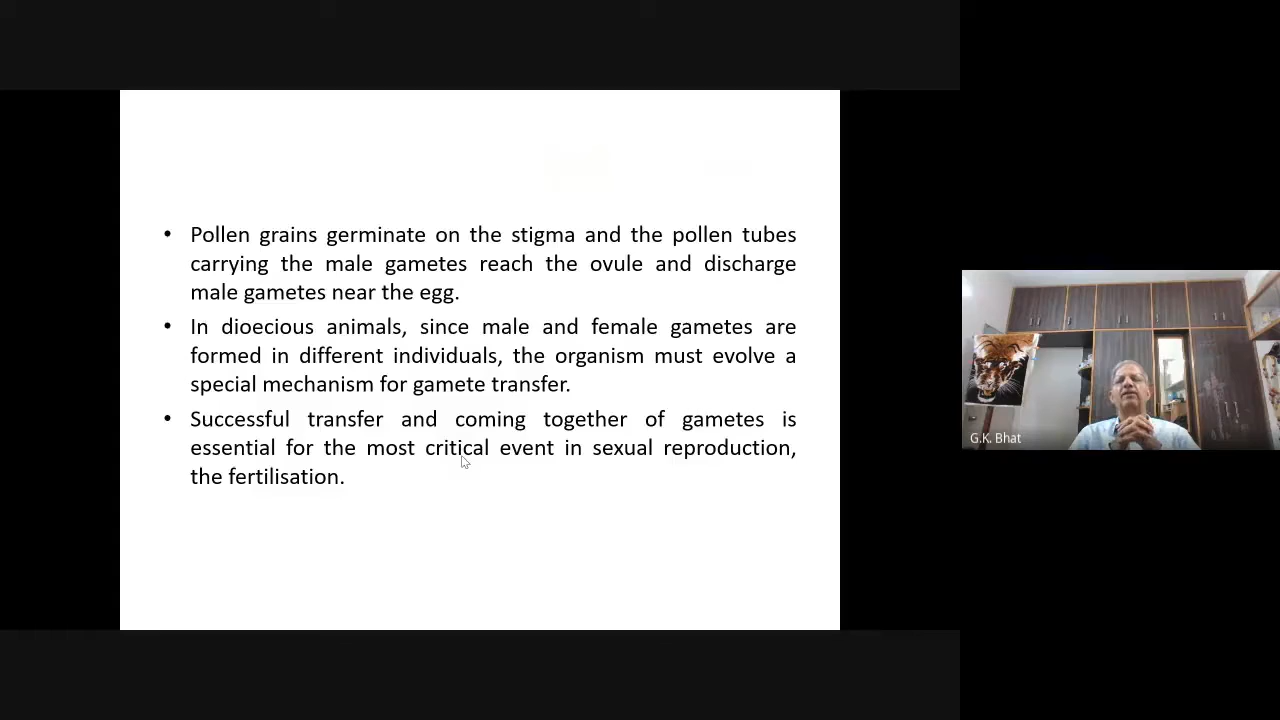 • Pollen grains germinate on the stigma and the pollen tubes
carrying the male gametes reach the ovule and discharge
male gametes near the egg.
• In dioecious animals, since male and female gametes are
formed in different individuals, the organism must evolve a
special mechanism for gamete transfer.
• Successful transfer and coming together of gametes is
essential for the most critical event in sexual reproduction,
the fertilisation.
G.K. Bhat